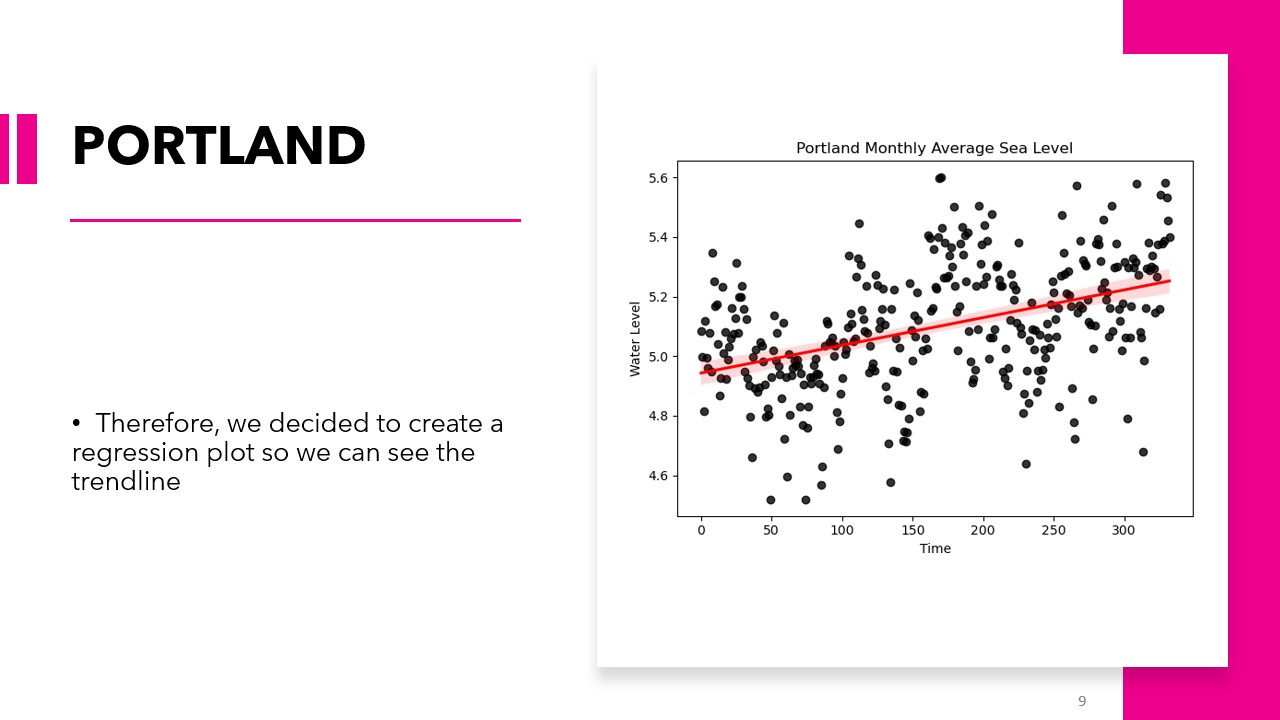 PORTLAND
• Therefore, we decided to create a
regression plot so we can see the
trendline
Portland Monthly Average Sea Level
Water Level
5.6
5.4
5.2
5.0
4.8
4.6
0 50 100 150 200 250 300
Time
9